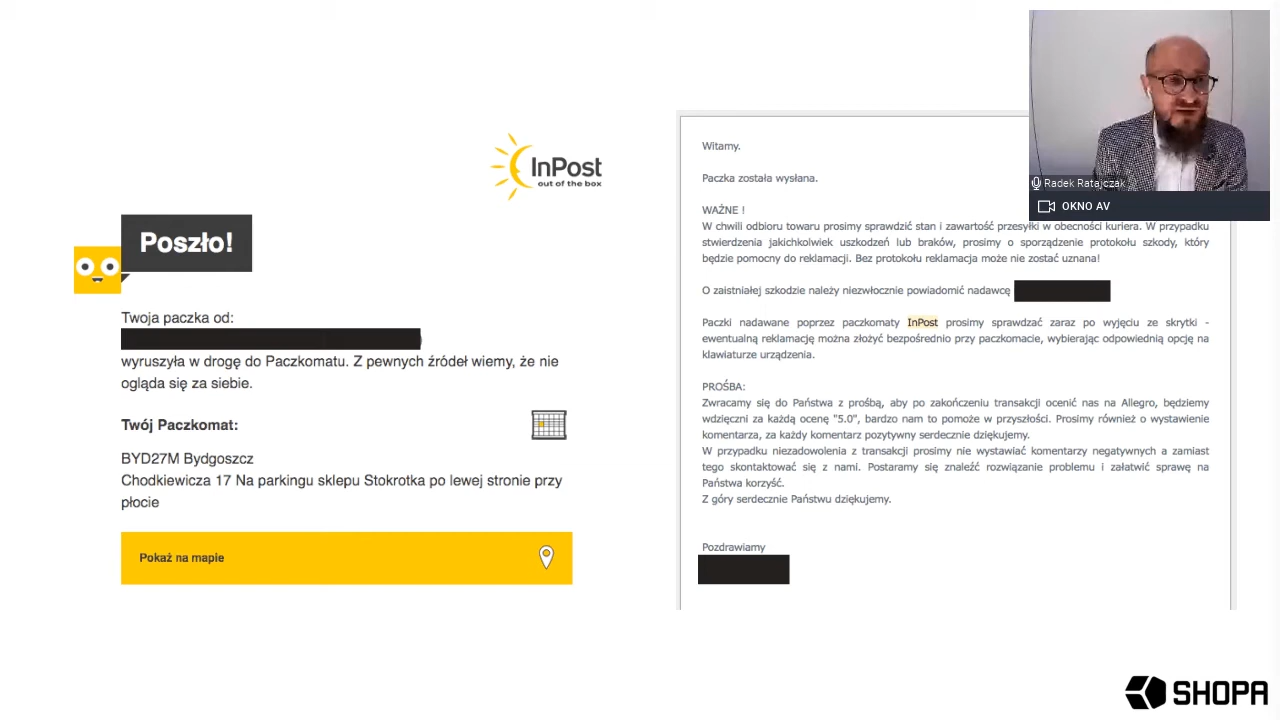 InPost
out of the box
Poszło!
Twoja paczka od:
wyruszyła w drogę do Paczkomatu. Z pewnych źródeł wiemy, że nie
ogląda się za siebie.
Twój Paczkomat:
BYD27M Bydgoszcz
Chodkiewicza 17 Na parkingu sklepu Stokrotka po lewej stronie przy
płocie
Pokaż na mapie
Witamy.
Paczka została wysłana.
WAŻNE !
W chwili odbioru towaru prosimy sprawdzić stan i zawartość przesyłki w obecności kuriera. W przypadku
stwierdzenia jakichkolwiek uszkodzeń lub braków, prosimy o sporządzenie protokołu szkody, który
będzie pomocny do reklamacji. Bez protokołu reklamacja może nie zostać uznana!
O zaistniałej szkodzie należy niezwłocznie powiadomić nadawcę
Paczki nadawane poprzez paczkomaty InPost prosimy sprawdzać zaraz po wyjęciu ze skrytki -
ewentualną reklamację można złożyć bezpośrednio przy paczkomacie, wybierając odpowiednią opcję na
klawiaturze urządzenia.
PROŚBA:
Zwracamy się do Państwa z prośbą, aby po zakończeniu transakcji ocenić nas na Allegro, będziemy
wdzięczni za każdą ocenę "5.0", bardzo nam to pomoże w przyszłości. Prosimy również o wystawienie
komentarza, za każdy komentarz pozytywny serdecznie dziękujemy.
W przypadku niezadowolenia z transakcji prosimy nie wystawiać komentarzy negatywnych a zamiast
tego skontaktować się z nami. Postaramy się znaleźć rozwiązanie problemu i załatwić sprawę na
Państwa korzyść.
Z góry serdecznie Państwu dziękujemy.
Pozdrawiamy
Radek Ratajczak
OKNO AV
SHOPA